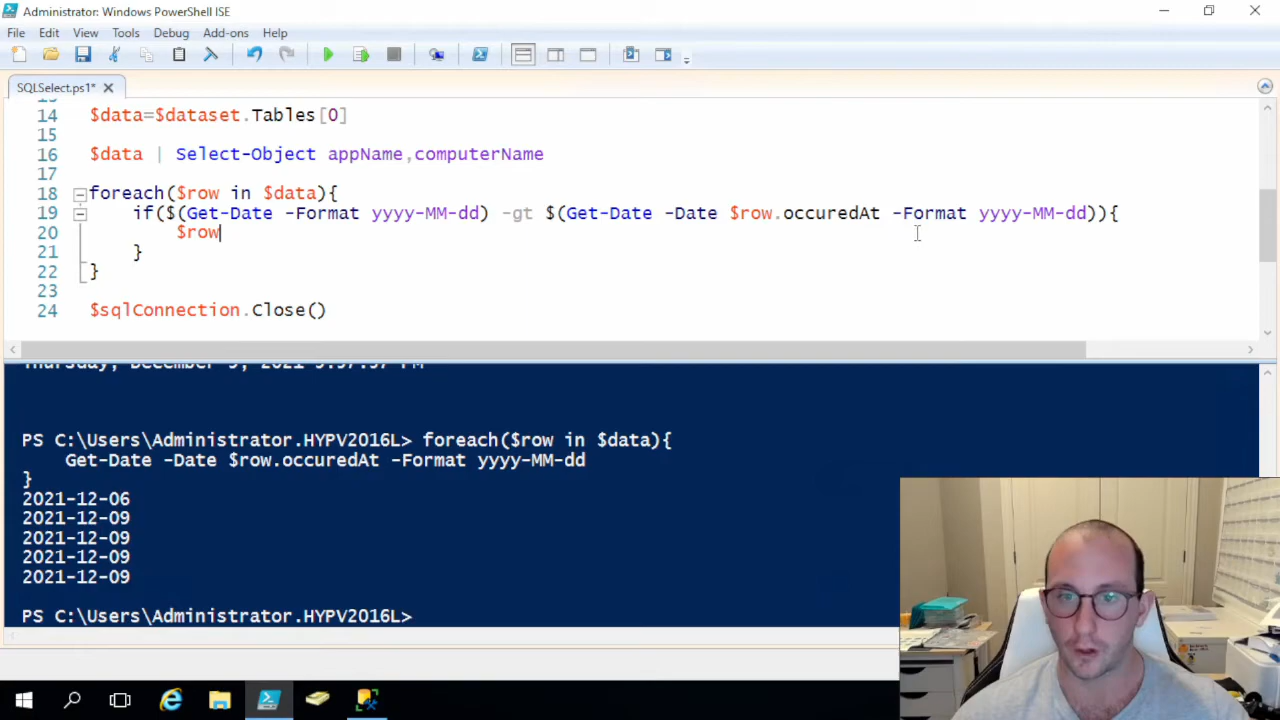 Administrator: Windows PowerShell ISE
File Edit View Tools Debug Add-ons Help
SQLSelect.ps1*
14 $data=$dataset.Tables[0]
15
16 $data | Select-Object appName,computerName
17
18 foreach($row in $data){
19 if($(Get-Date -Format yyyy-MM-dd) -gt $(Get-Date -Date $row.occuredAt -Format yyyy-MM-dd)){
20 $row
21 }
22 }
23
24 $sqlConnection.Close()
PS C:\Users\Administrator.HYPV2016L> foreach($row in $data){
Get-Date -Date $row.occuredAt -Format yyyy-MM-dd
}
2021-12-06
2021-12-09
2021-12-09
2021-12-09
2021-12-09
PS C:\Users\Administrator.HYPV2016L>